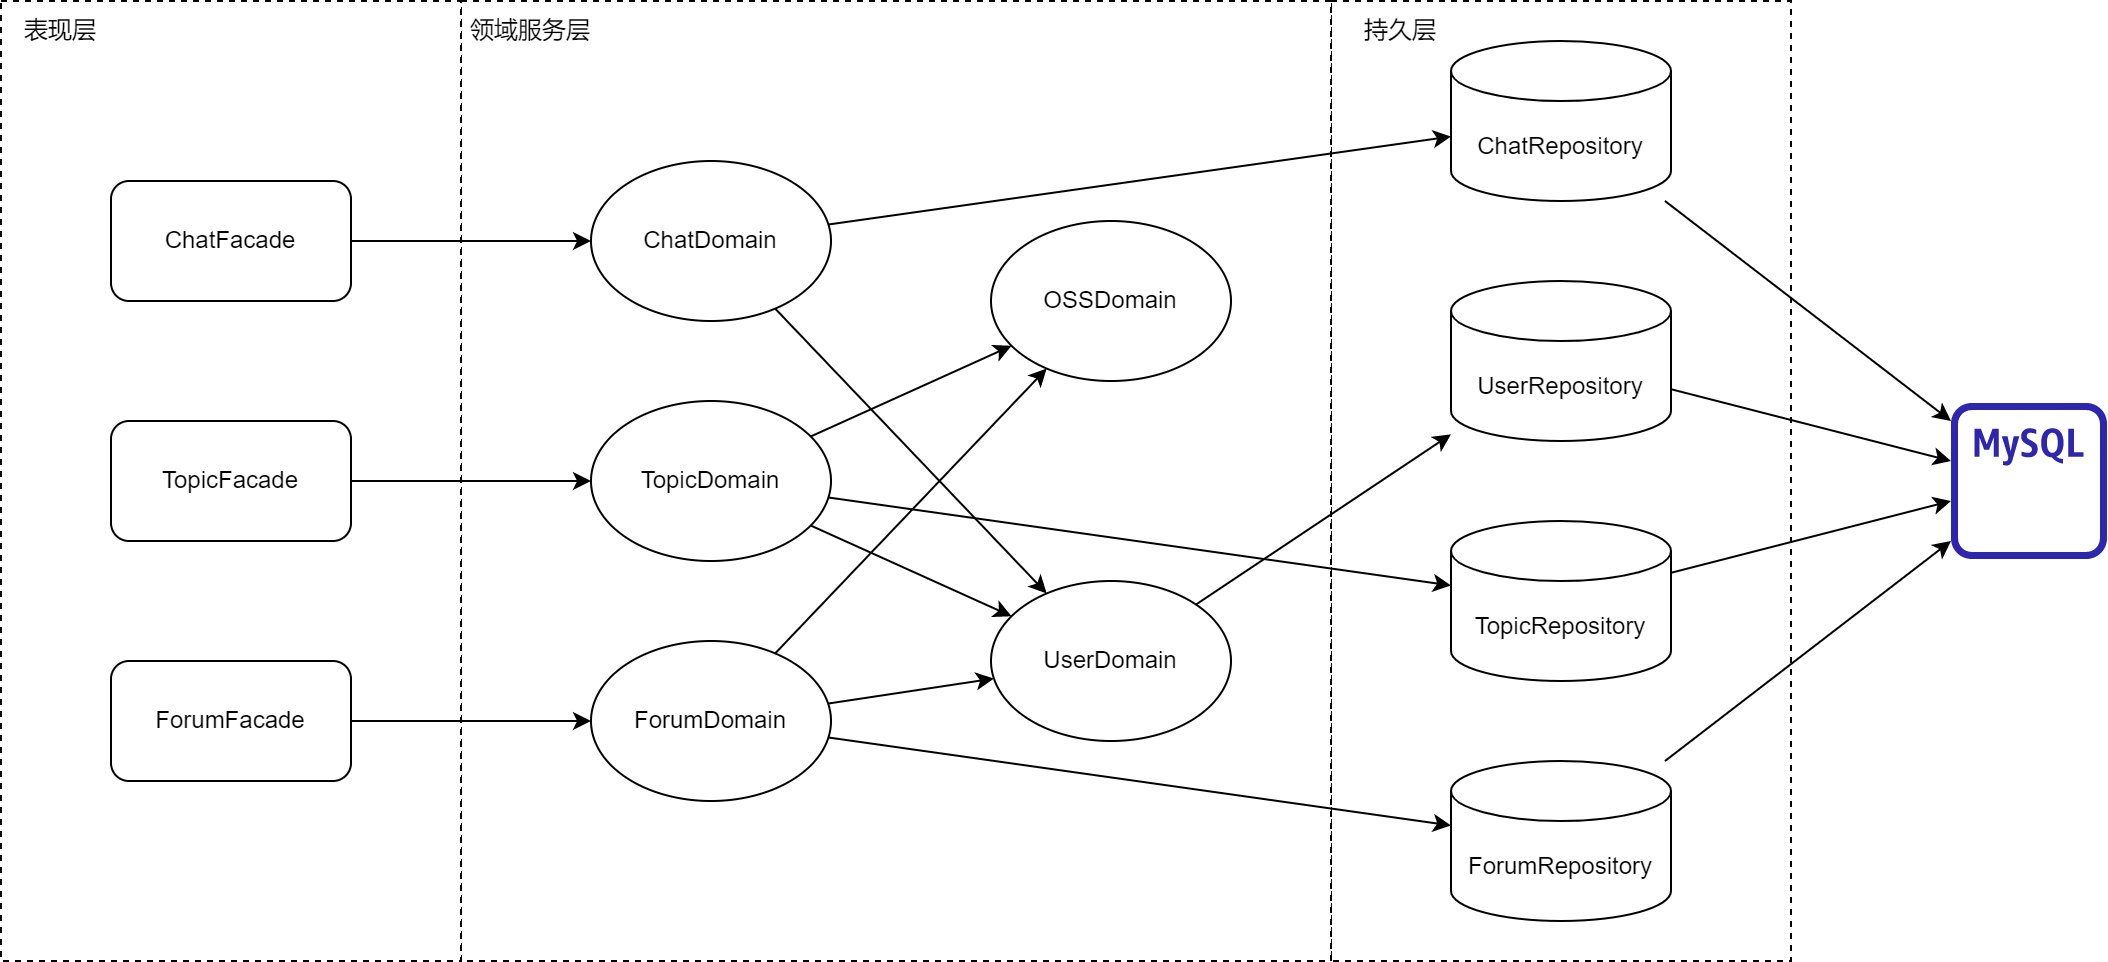 表现层
领域服务层
持久层
ChatFacade
TopicFacade
ForumFacade
ChatDomain
OSSDomain
TopicDomain
UserDomain
ForumDomain
ChatRepository
UserRepository
TopicRepository
ForumRepository
MySQL